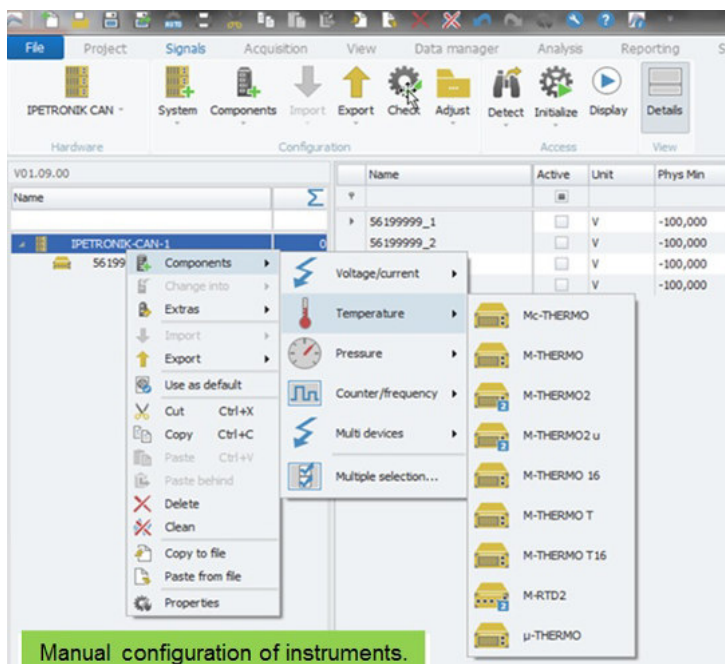 File Project Signals Acquisition View Data manager Analysis Reporting S
IPETRONIK CAN System Components Import Export Check Adjust Detect Initialize Display Details
Hardware Configuration Access View
V01.09.00
Name Σ
Name Active Unit Phys Min
56199999_1 V -100,000
IPETRONIK-CAN-1 0
56199999_2 V -100,000
56199
V -100,000
V -100,000
Components
Change into
Extras
Import
Export
Use as default
Cut Ctrl+X
Copy Ctrl+C
Paste Ctrl+V
Paste behind
Delete
Clean
Copy to file
Paste from file
Properties
Voltage/current
Temperature
Pressure
Counter/frequency
Multi devices
Multiple selection...
Mc-THERMO
M-THERMO
M-THERMO2
M-THERMO2 u
M-THERMO 16
M-THERMO T
M-THERMO T16
M-RTD2
μ-THERMO
Manual configuration of instruments.